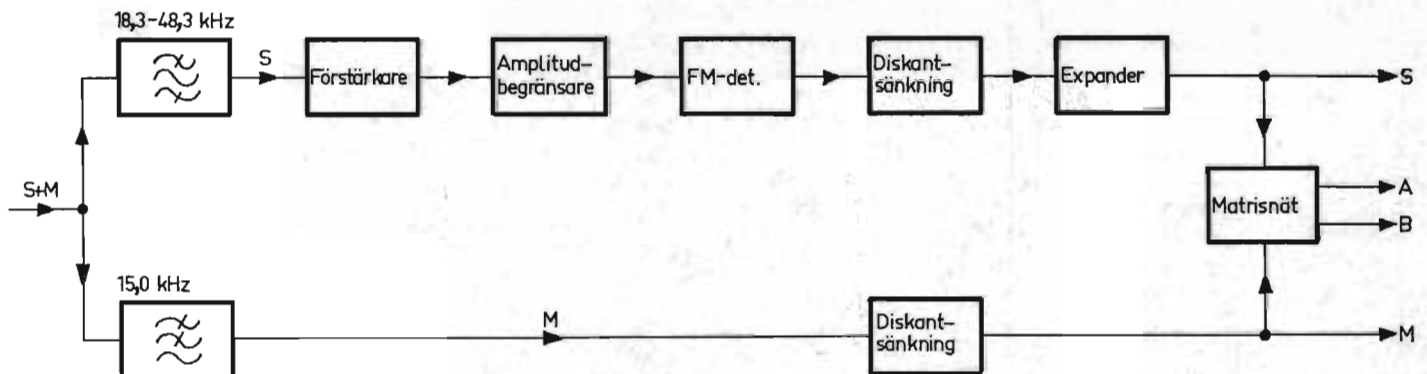 18,3-48,3 kHz
S
Förstärkare
Amplitud-
begränsare
FM-det.
Diskant-
sänkning
Expander
S
S+M
Matrisnät
A
B
15,0 kHz
M
Diskant-
sänkning
M